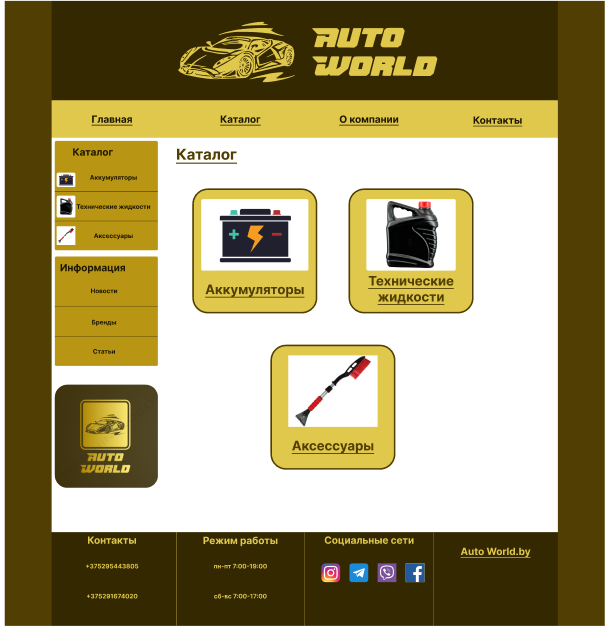 AUTO
WORLD
Главная
Каталог
О компании
Контакты
Каталог
Аккумуляторы
Технические жидкости
Аксессуары
Информация
Новости
Бренды
Статьи
AUTO
WORLD
Каталог
Аккумуляторы
Технические
жидкости
Аксессуары
Контакты
+375295443805
+375291674020
Режим работы
пн-пт 7:00-19:00
сб-вс 7:00-17:00
Социальные сети
Auto World.by